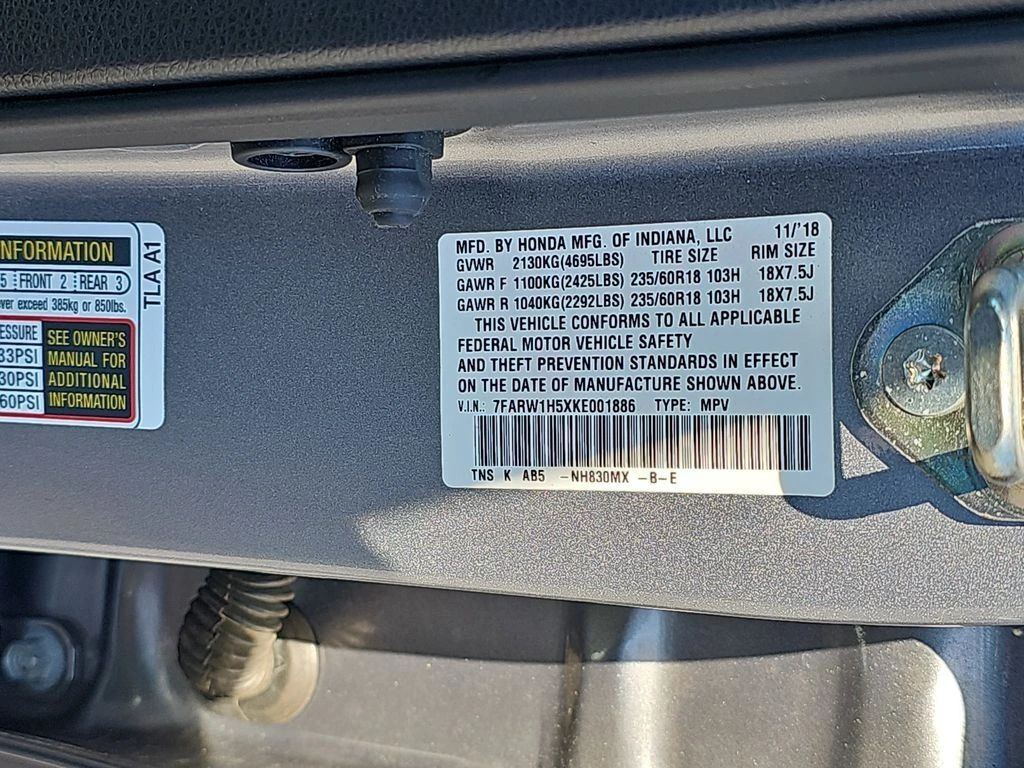 NFORMATION
5 FRONT 2 REAR 3
ever exceed 385kg or 850lbs.
ESSURE
33PSI
30PSI
60PSI
SEE OWNER'S
MANUAL FOR
ADDITIONAL
INFORMATION
TLA A1
MFD. BY HONDA MFG. OF INDIANA, LLC 11/'18
GVWR 2130KG(4695LBS) TIRE SIZE RIM SIZE
GAWR F 1100KG(2425LBS) 235/60R18 103H 18X7.5J
GAWR R 1040KG(2292LBS) 235/60R18 103H 18X7.5J
THIS VEHICLE CONFORMS TO ALL APPLICABLE
FEDERAL MOTOR VEHICLE SAFETY
AND THEFT PREVENTION STANDARDS IN EFFECT
ON THE DATE OF MANUFACTURE SHOWN ABOVE.
V.I.N.: 7FARW1H5XKE001886 TYPE: MPV
TNS K AB5 -NH830MX -B-E